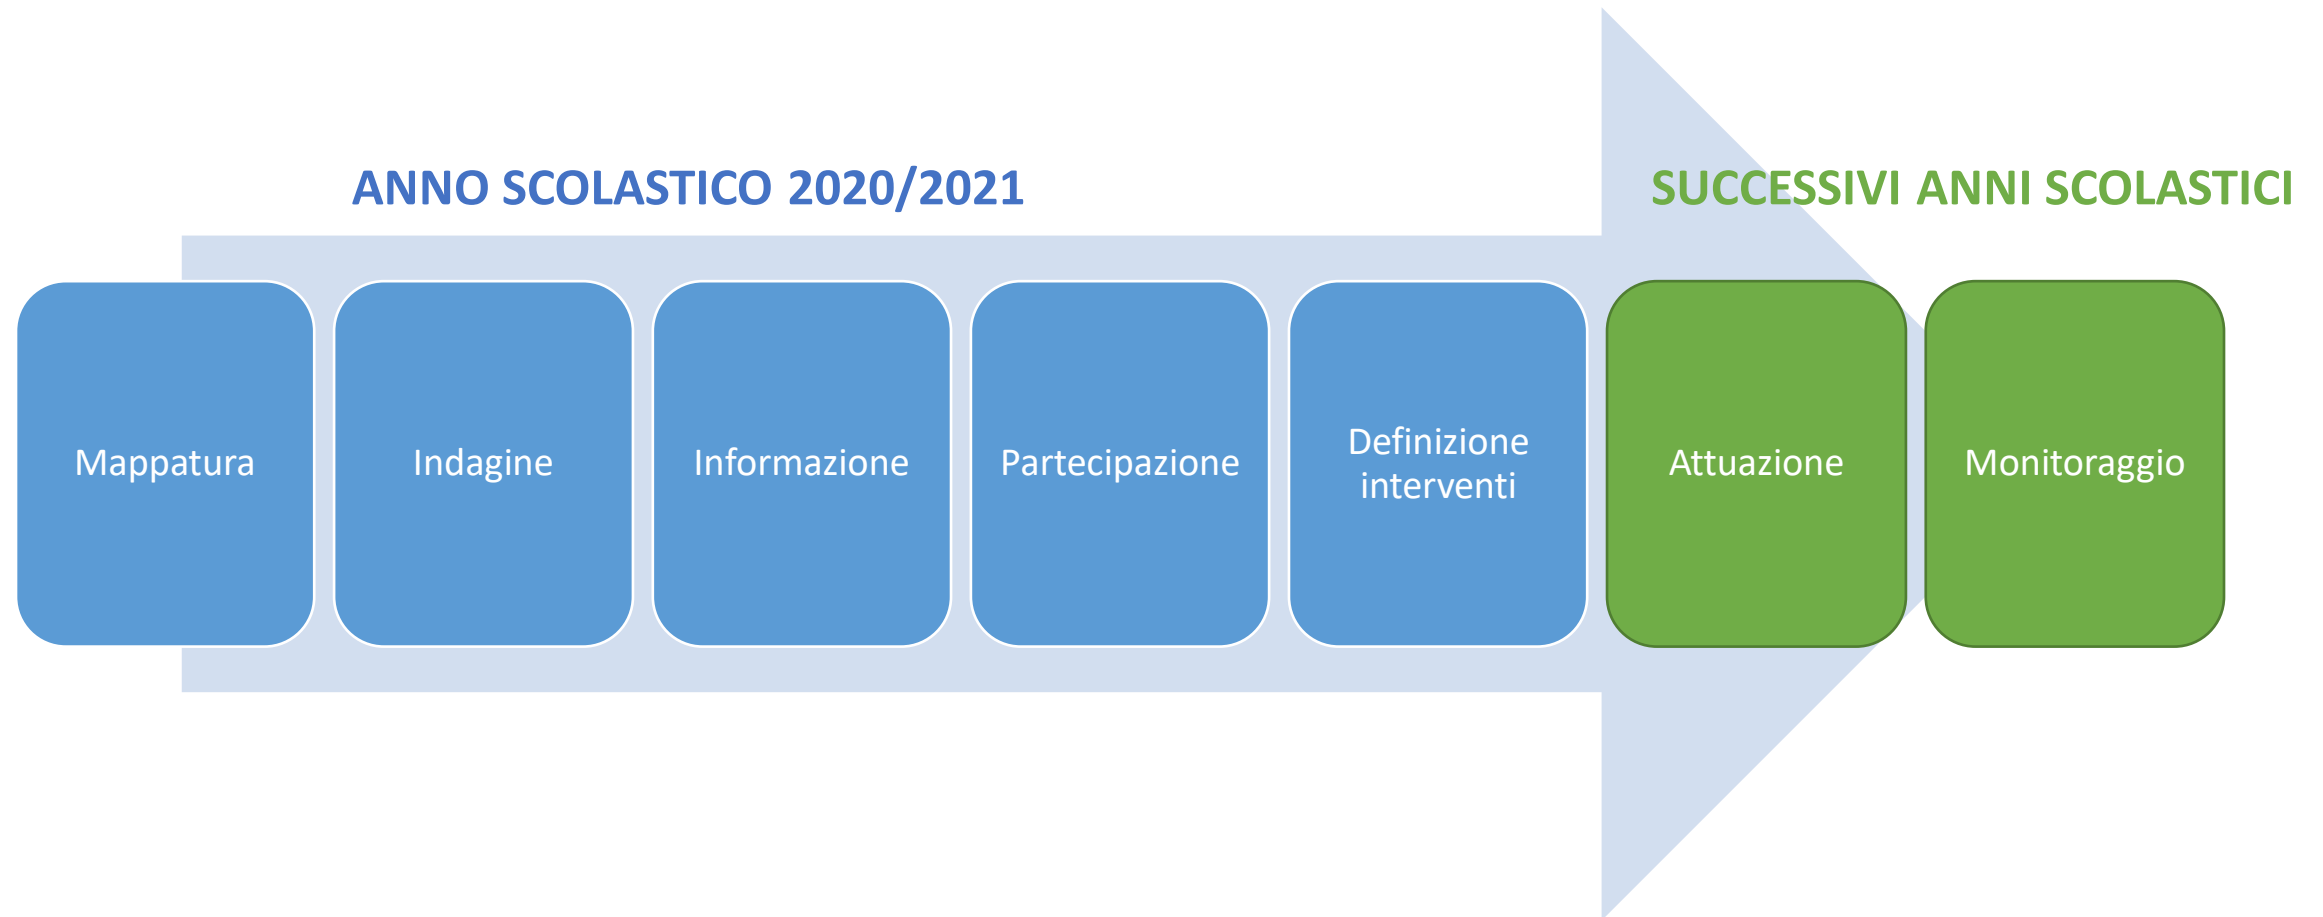 ANNO SCOLASTICO 2020/2021
SUCCESSIVI ANNI SCOLASTICI
Mappatura
Indagine
Informazione
Partecipazione
Definizione
interventi
Attuazione
Monitoraggio